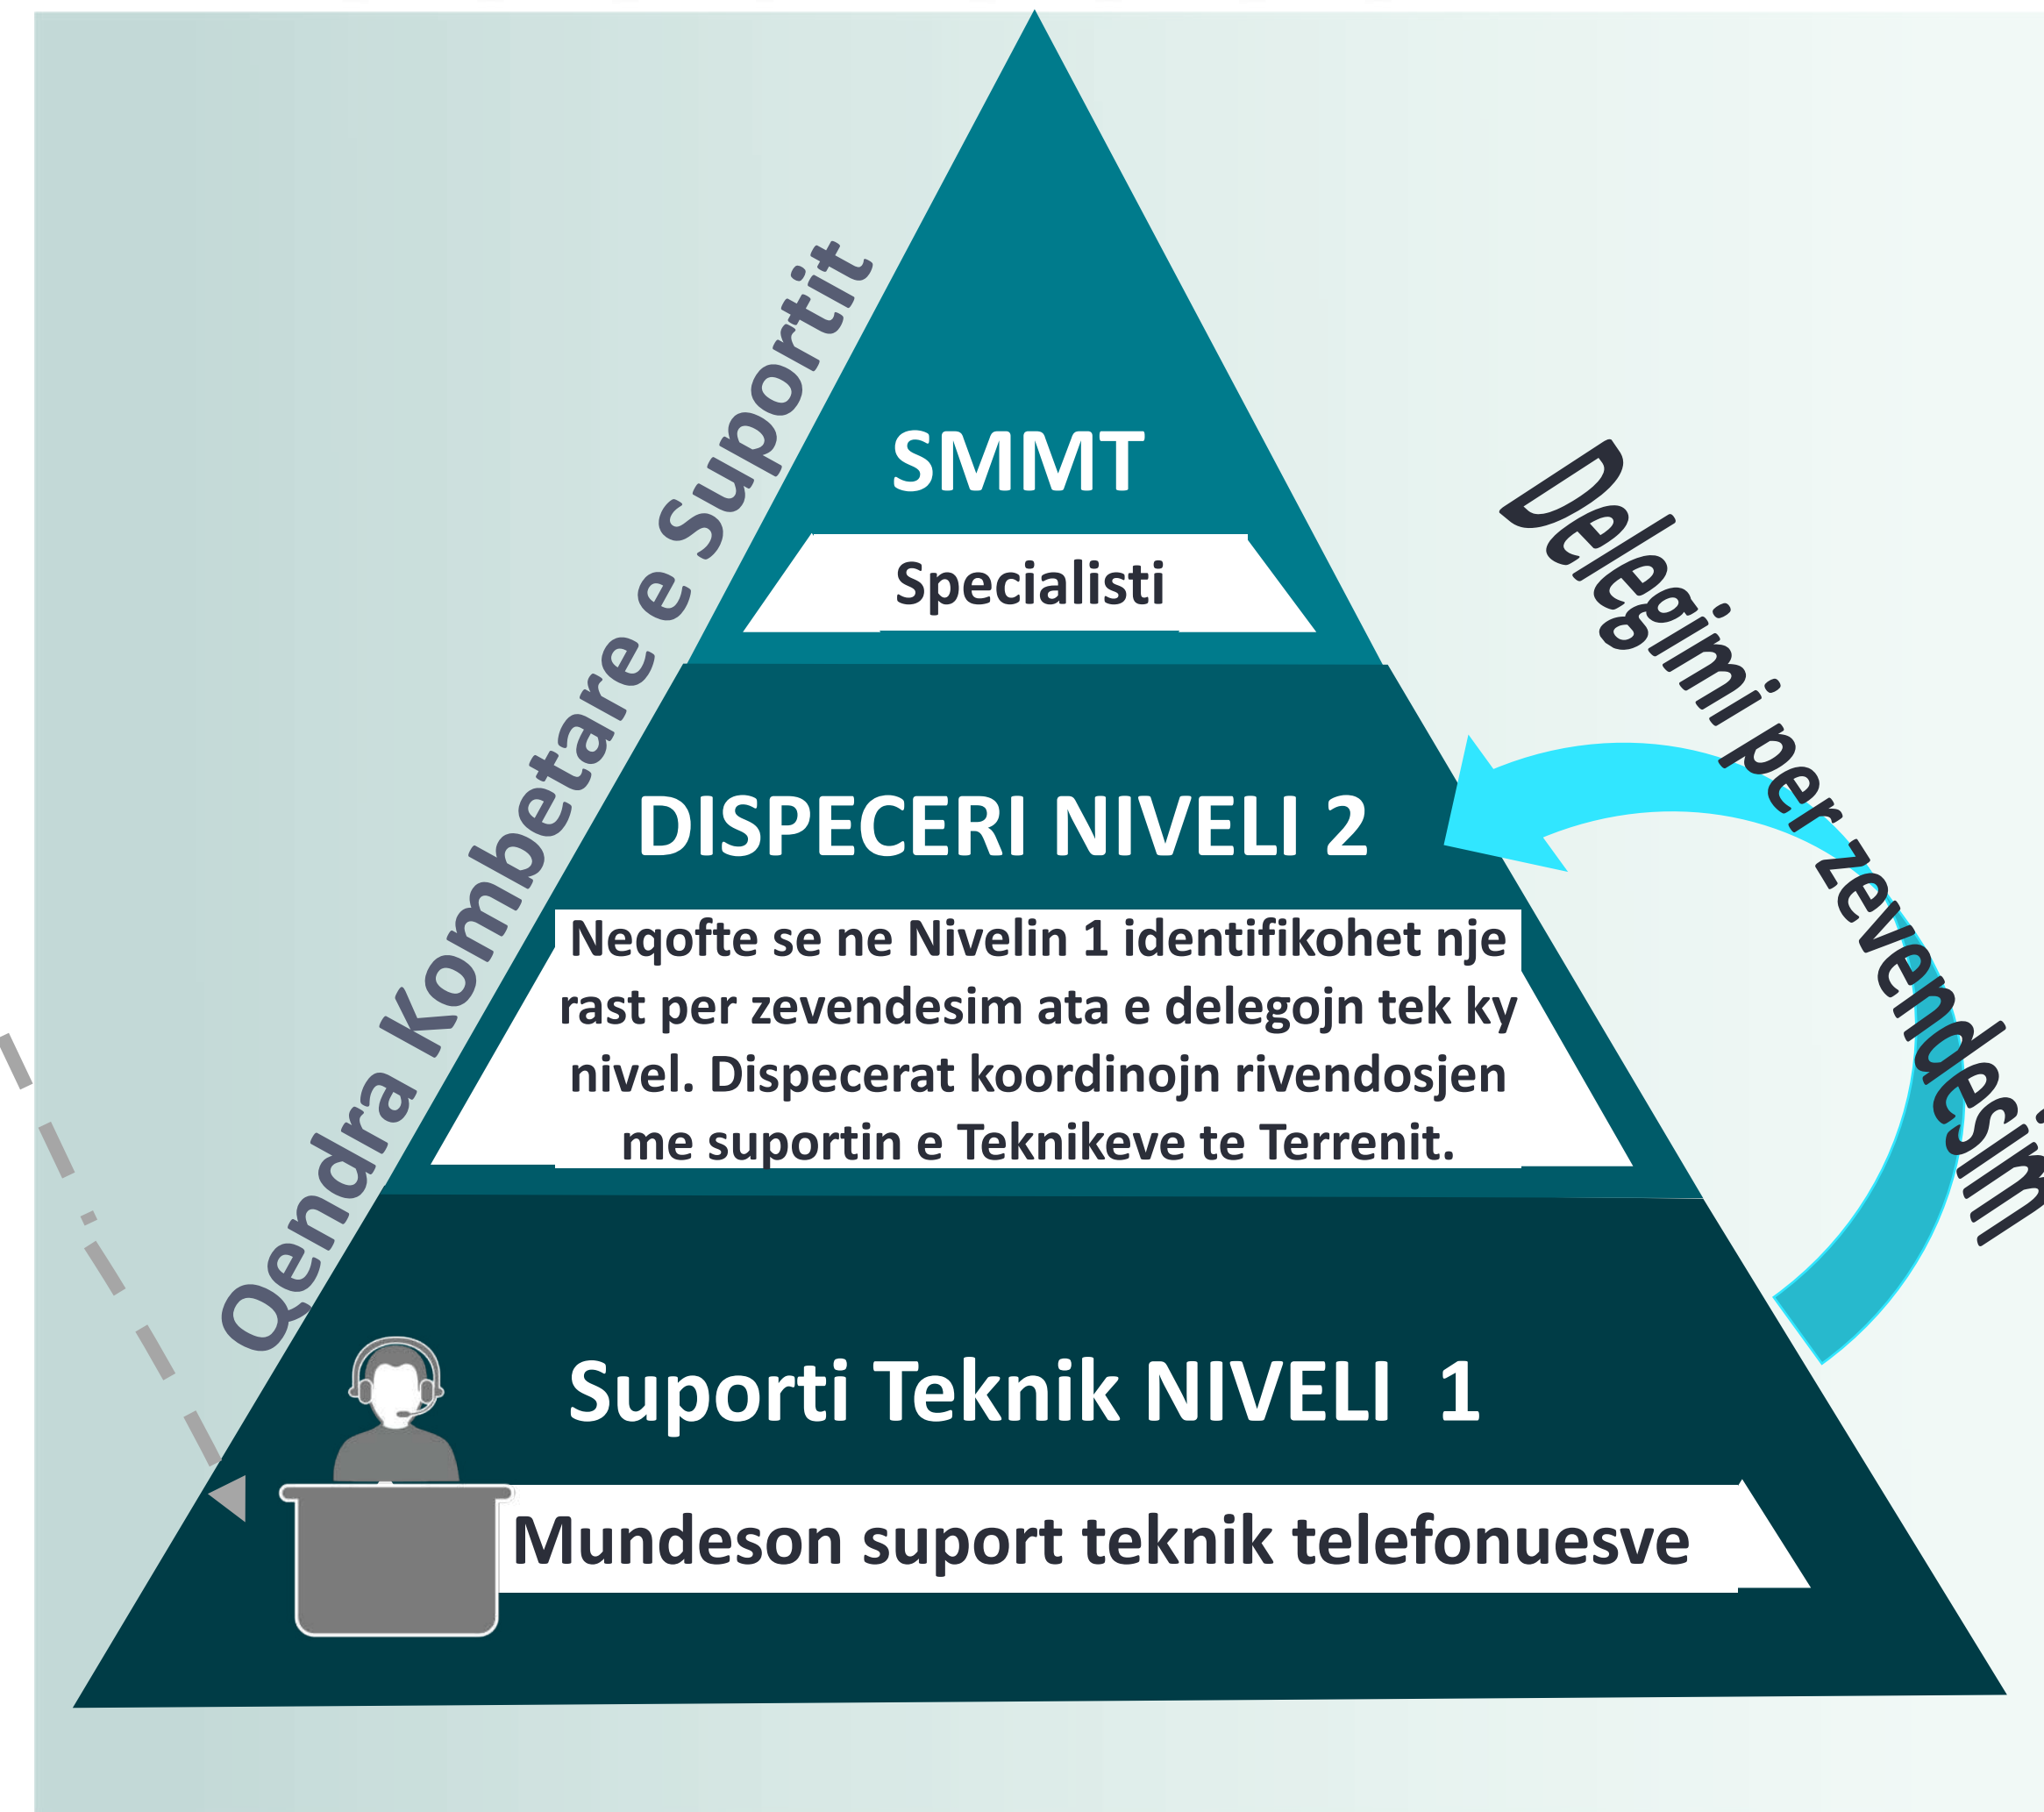 Qendra Kombetare e Suportit
SMMT
Specialisti
Delegimi per zevendesim
DISPECERI NIVELI 2
Neqofte se ne Nivelin 1 identifikohet nje
rast per zevendesim ata e delegojn tek ky
nivel. Dispecerat koordinojn rivendosjen
me suportin e Teknikeve te Terrenit.
Suporti Teknik NIVELI 1
Mundeson suport teknik telefonuesve